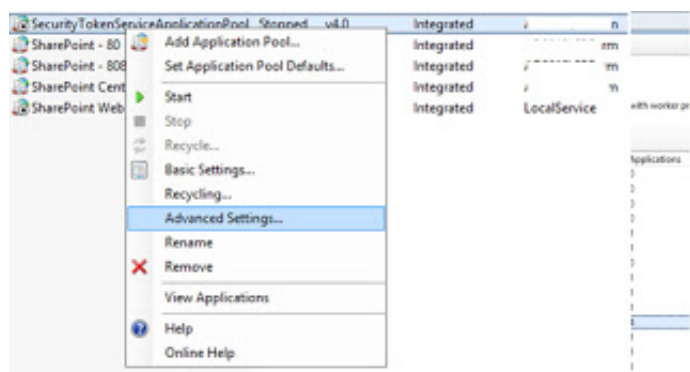 SecurityTokenServiceApplicationPool Stopped v4.0 Integrated n
SharePoint - 80 Integrated rm
SharePoint - 808 Integrated m
SharePoint Cent Integrated n
SharePoint Web Integrated LocalService
Add Application Pool...
Set Application Pool Defaults...
Start
Stop
Recycle...
Basic Settings...
Recycling...
Advanced Settings...
Rename
Remove
View Applications
Help
Online Help
with worker pr
Applications